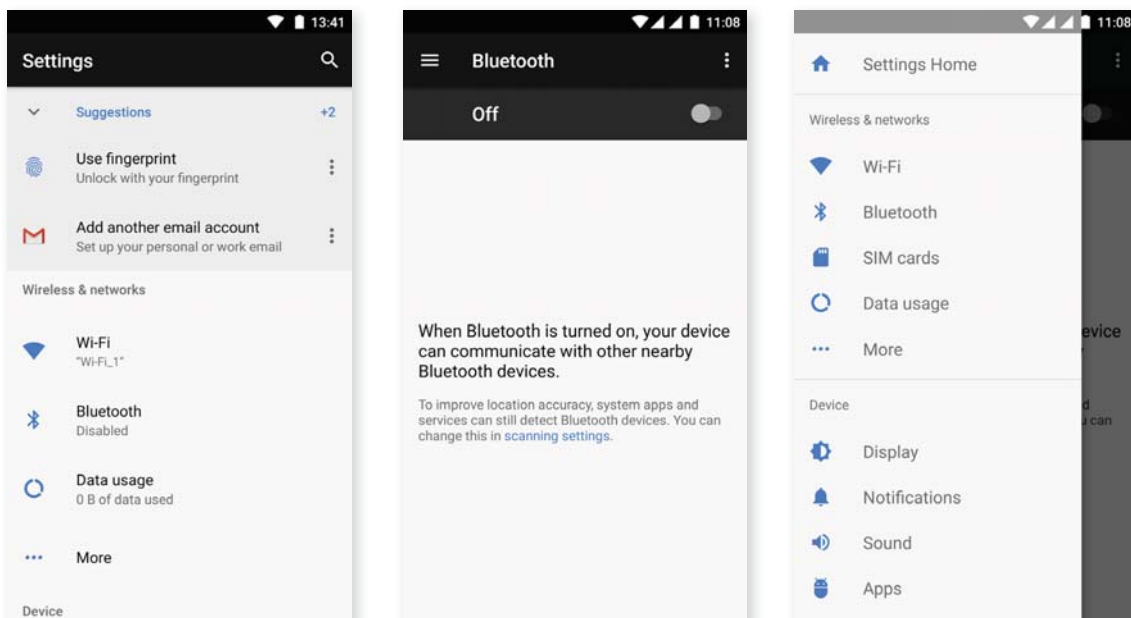 13:41
Settings
Suggestions +2
Use fingerprint
Unlock with your fingerprint
Add another email account
Set up your personal or work email
Wireless & networks
Wi-Fi
"Wi-Fi_1"
Bluetooth
Disabled
Data usage
0 B of data used
More
Device
11:08
Bluetooth
Off
When Bluetooth is turned on, your device
can communicate with other nearby
Bluetooth devices.
To improve location accuracy, system apps and
services can still detect Bluetooth devices. You can
change this in scanning settings.
11:08
Settings Home
Wireless & networks
Wi-Fi
Bluetooth
SIM cards
Data usage
More
Device
Display
Notifications
Sound
Apps
evice
d
u can